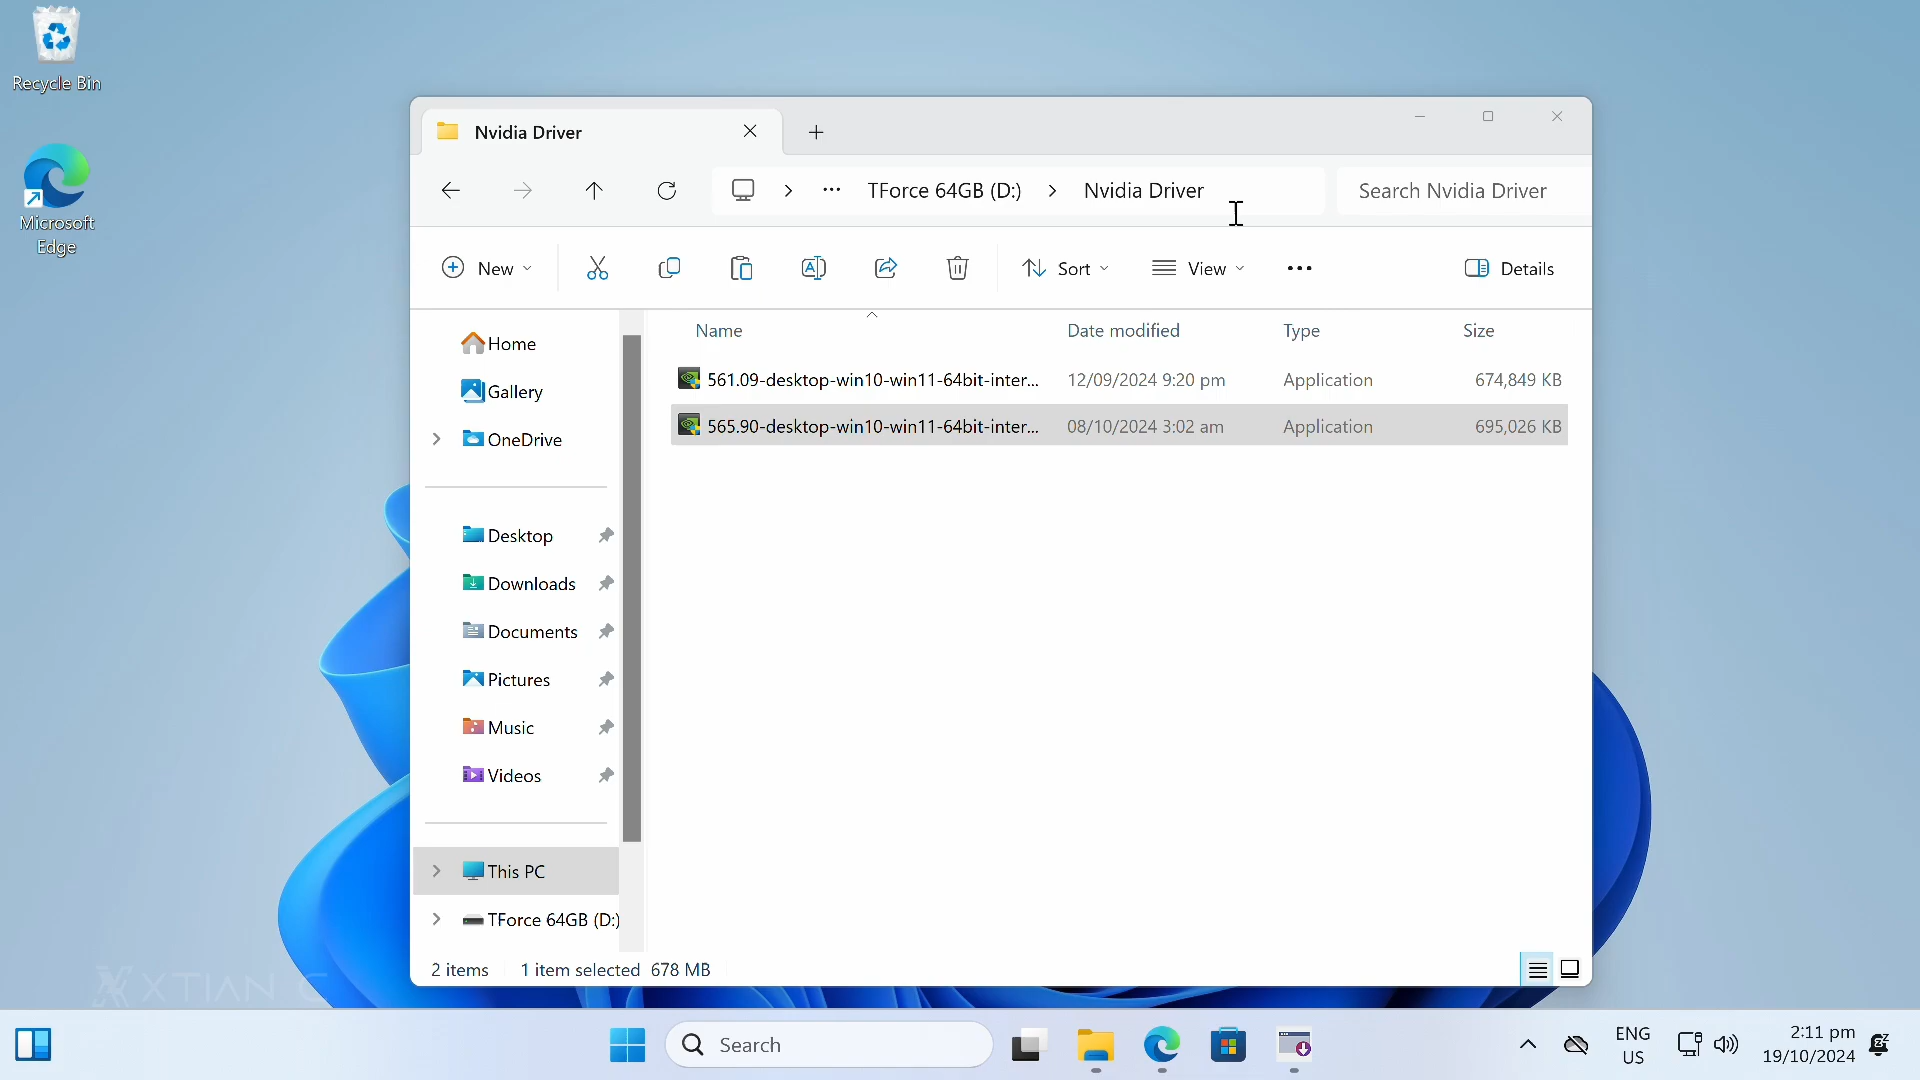 Recycle Bin
Microsoft
Edge
Nvidia Driver
TForce 64GB (D:)
Nvidia Driver
Search Nvidia Driver
New
Sort
View
Details
Name
Date modified
Type
Size
561.09-desktop-win10-win11-64bit-inter...
12/09/2024 9:20 pm
Application
674,849 KB
565.90-desktop-win10-win11-64bit-inter...
08/10/2024 3:02 am
Application
695,026 KB
Home
Gallery
OneDrive
Desktop
Downloads
Documents
Pictures
Music
Videos
This PC
TForce 64GB (D:)
2 items
1 item selected 678 MB
XTIAN C
Search
ENG
US
2:11 pm
19/10/2024